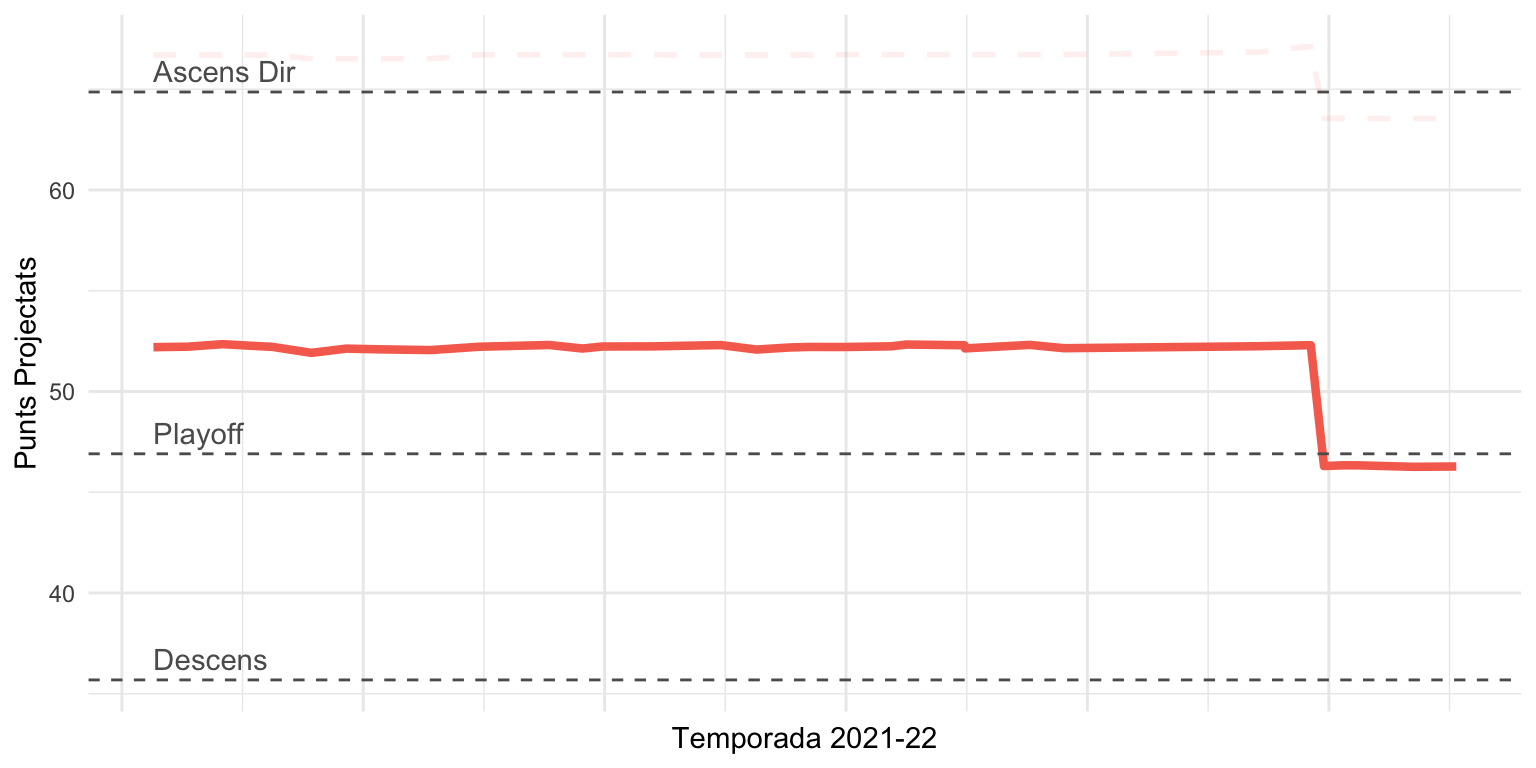 Ascens Dir
60
50
Playoff
40
Descens
Punts Projectats
Temporada 2021-22